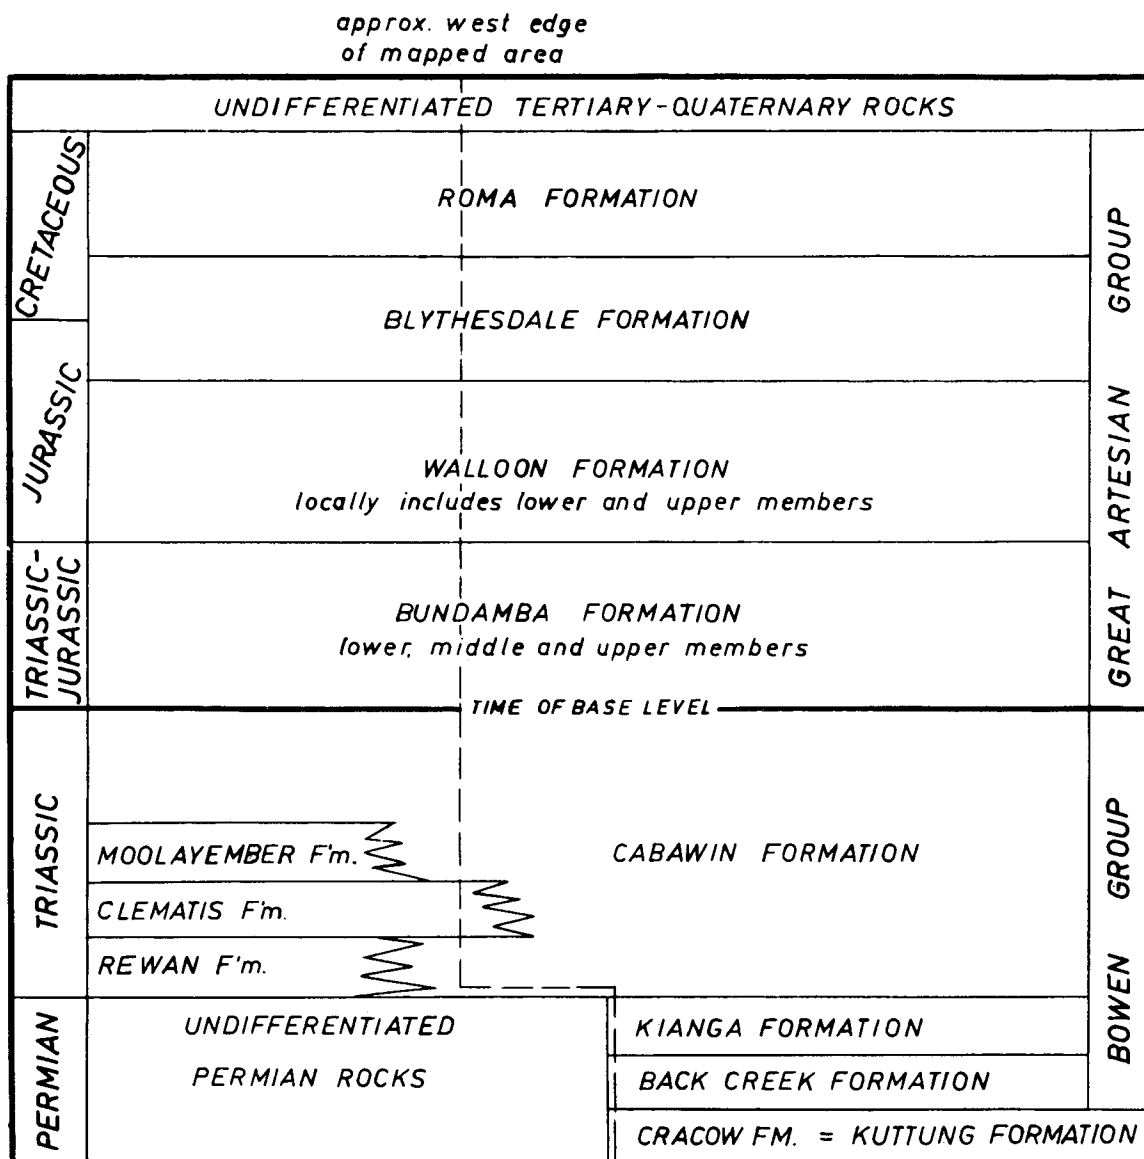 approx. west edge
of mapped area
UNDIFFERENTIATED TERTIARY-QUATERNARY ROCKS
CRETACEOUS
ROMA FORMATION
BLYTHESDALE FORMATION
JURASSIC
WALLOON FORMATION
locally includes lower and upper members
TRIASSIC-
JURASSIC
BUNDAMBA FORMATION
lower, middle and upper members
GREAT ARTESIAN GROUP
TIME OF BASE LEVEL
TRIASSIC
MOOLAYEMBER F'm.
CLEMATIS F'm.
REWAN F'm.
CABAWIN FORMATION
PERMIAN
UNDIFFERENTIATED
PERMIAN ROCKS
KIANGA FORMATION
BACK CREEK FORMATION
CRACOW FM. = KUTTUNG FORMATION
BOWEN GROUP